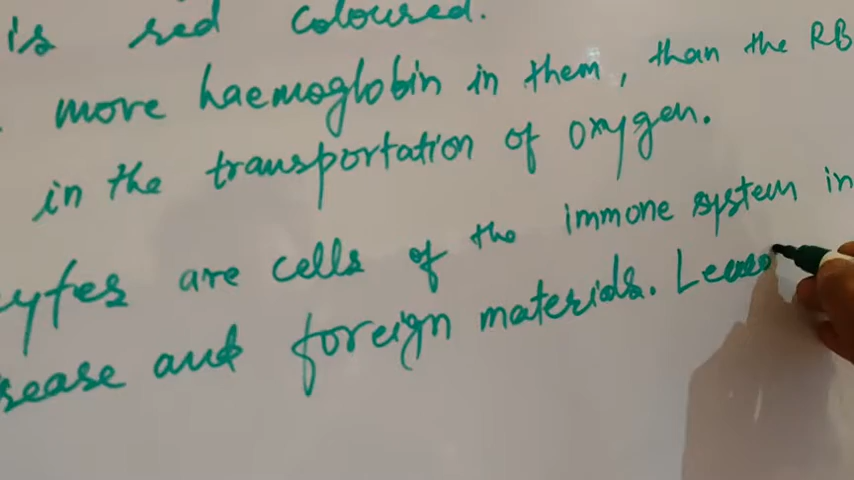 is red coloured.
more haemoglobin in them, than the RB
in the transportation of oxygen.
cytes are cells of the immone system in
sease and foreign materials. Leuco